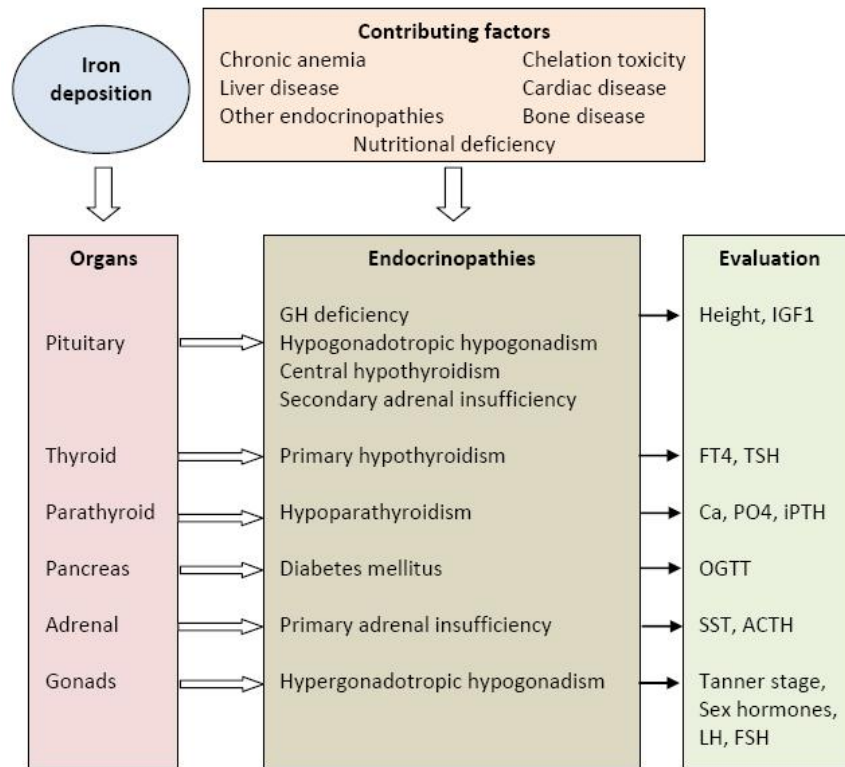 Iron
deposition
Contributing factors
Chronic anemia Chelation toxicity
Liver disease Cardiac disease
Other endocrinopathies Bone disease
Nutritional deficiency
Organs Endocrinopathies Evaluation
GH deficiency Height, IGF1
Pituitary Hypogonadotropic hypogonadism
Central hypothyroidism
Secondary adrenal insufficiency
Thyroid Primary hypothyroidism FT4, TSH
Parathyroid Hypoparathyroidism Ca, PO4, iPTH
Pancreas Diabetes mellitus OGTT
Adrenal Primary adrenal insufficiency SST, ACTH
Gonads Hypergonadotropic hypogonadism Tanner stage,
Sex hormones,
LH, FSH